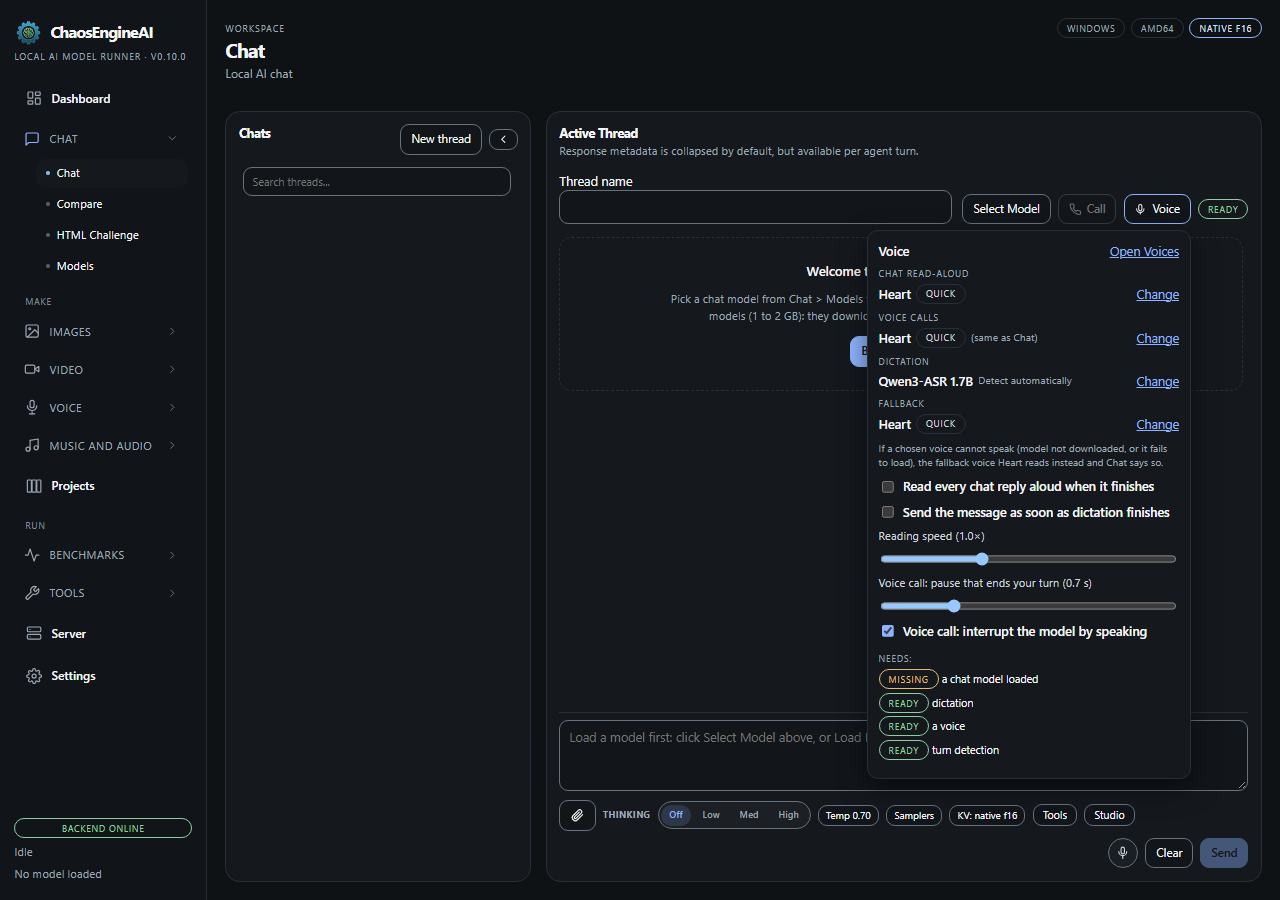 ChaosEngineAI
LOCAL AI MODEL RUNNER · V0.10.0
Dashboard
CHAT
Chat
Compare
HTML Challenge
Models
MAKE
IMAGES
VIDEO
VOICE
MUSIC AND AUDIO
Projects
RUN
BENCHMARKS
TOOLS
Server
Settings
BACKEND ONLINE
Idle
No model loaded
WORKSPACE
Chat
Local AI chat
WINDOWS
AMD64
NATIVE F16
Chats
New thread
Search threads...
Active Thread
Response metadata is collapsed by default, but available per agent turn.
Thread name
Select Model
Call
Voice
READY
Welcome t
Pick a chat model from Chat > Models
models (1 to 2 GB): they downlo
Voice
Open Voices
CHAT READ-ALOUD
Heart QUICK Change
VOICE CALLS
Heart QUICK (same as Chat) Change
DICTATION
Qwen3-ASR 1.7B Detect automatically Change
FALLBACK
Heart QUICK Change
If a chosen voice cannot speak (model not downloaded, or it fails
to load), the fallback voice Heart reads instead and Chat says so.
Read every chat reply aloud when it finishes
Send the message as soon as dictation finishes
Reading speed (1.0×)
Voice call: pause that ends your turn (0.7 s)
Voice call: interrupt the model by speaking
NEEDS:
MISSING a chat model loaded
READY dictation
READY a voice
READY turn detection
Load a model first: click Select Model above, or Load
THINKING
Off
Low
Med
High
Temp 0.70
Samplers
KV: native f16
Tools
Studio
Clear
Send